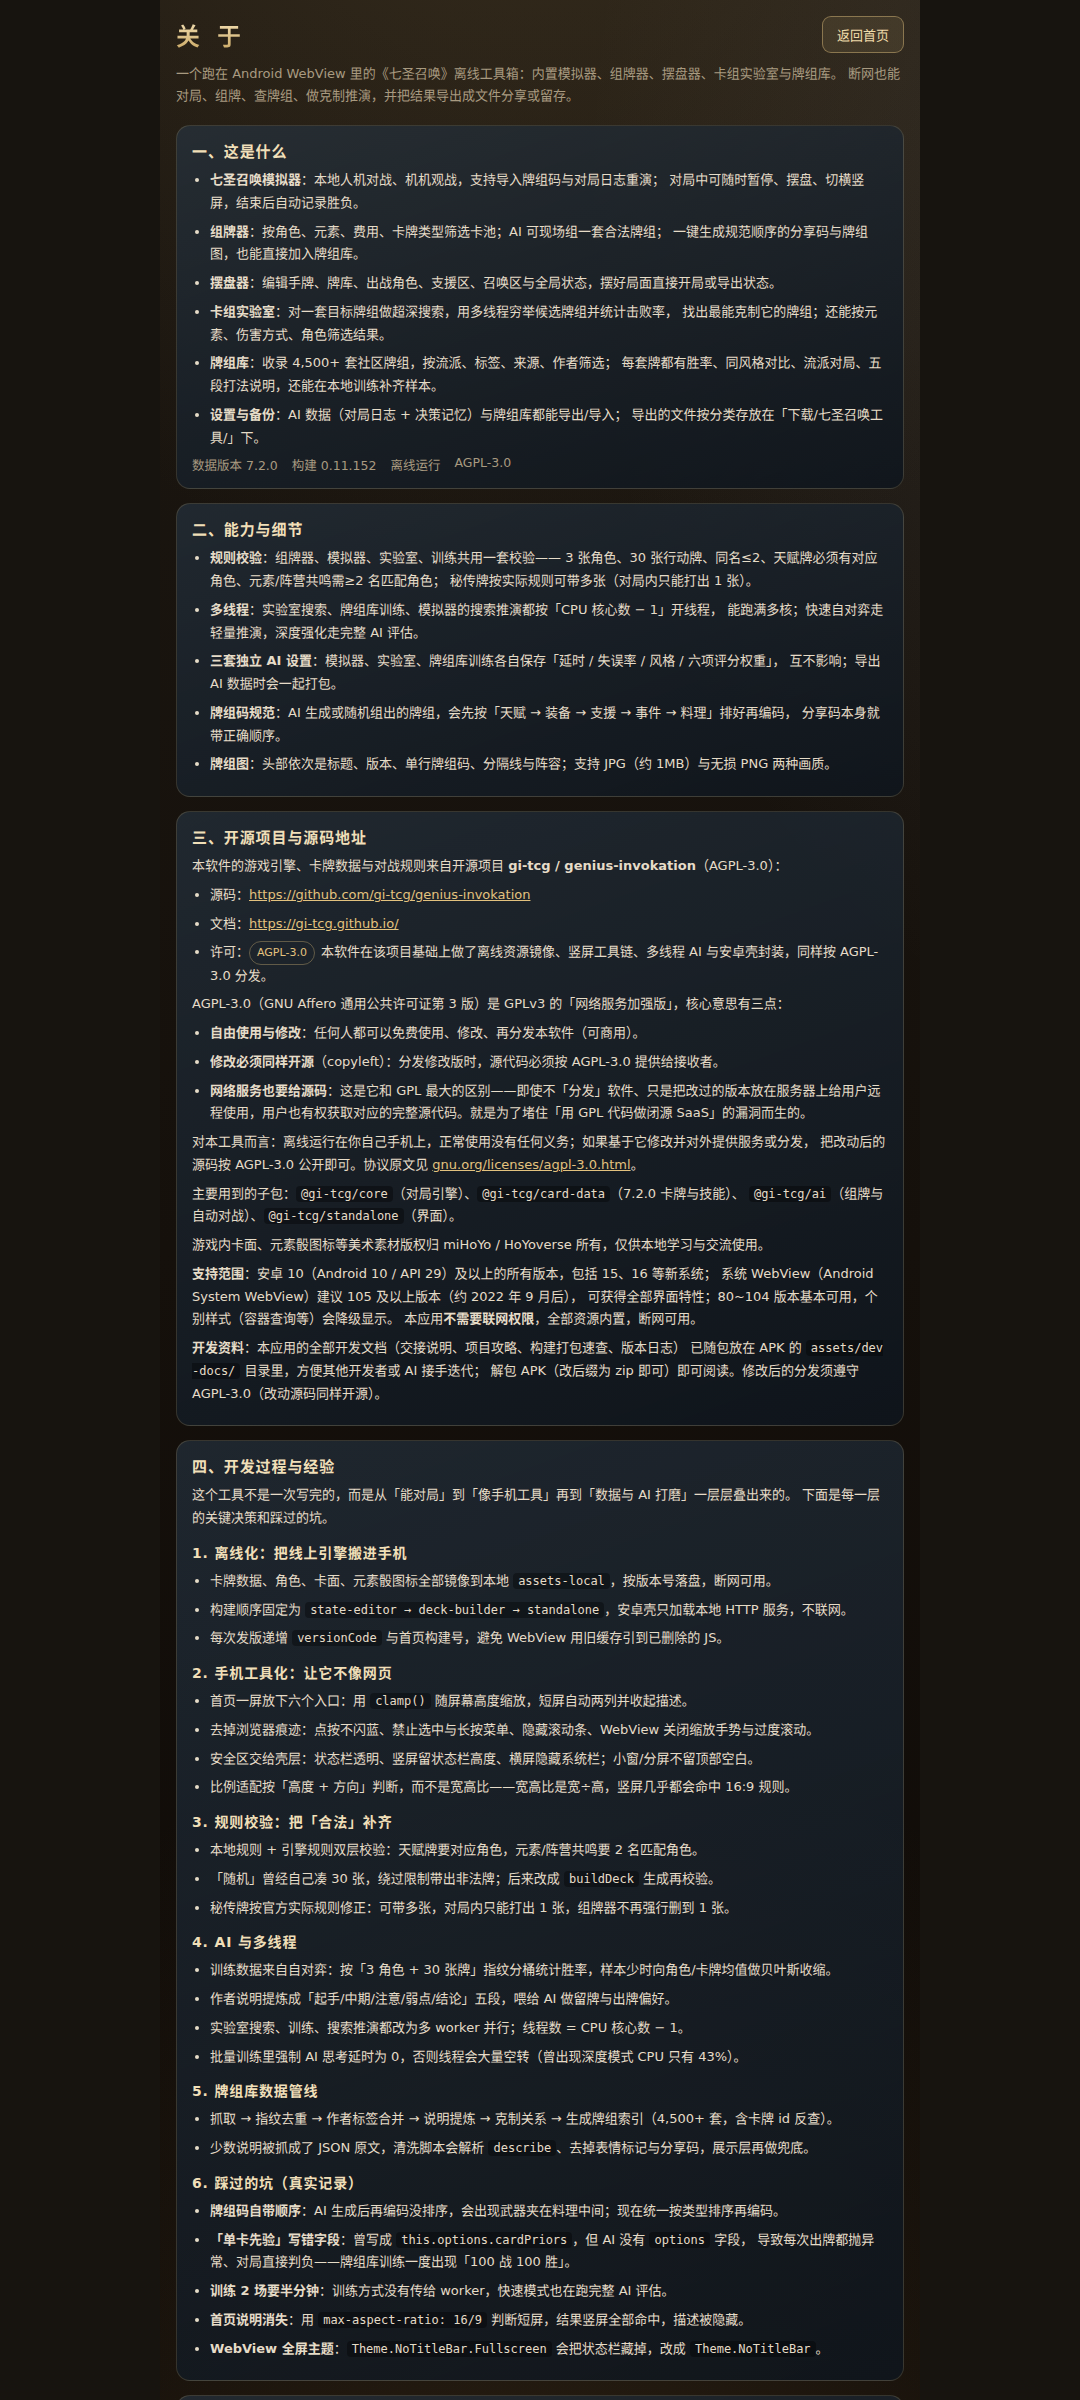 关 于
返回首页
一个跑在 Android WebView 里的《七圣召唤》离线工具箱：内置模拟器、组牌器、摆盘器、卡组实验室与牌组库。 断网也能
对局、组牌、查牌组、做克制推演，并把结果导出成文件分享或留存。
一、这是什么
• 七圣召唤模拟器：本地人机对战、机机观战，支持导入牌组码与对局日志重演； 对局中可随时暂停、摆盘、切横竖
屏，结束后自动记录胜负。
• 组牌器：按角色、元素、费用、卡牌类型筛选卡池；AI 可现场组一套合法牌组； 一键生成规范顺序的分享码与牌组
图，也能直接加入牌组库。
• 摆盘器：编辑手牌、牌库、出战角色、支援区、召唤区与全局状态，摆好局面直接开局或导出状态。
• 卡组实验室：对一套目标牌组做超深搜索，用多线程穷举候选牌组并统计击败率， 找出最能克制它的牌组；还能按元
素、伤害方式、角色筛选结果。
• 牌组库：收录 4,500+ 套社区牌组，按流派、标签、来源、作者筛选； 每套牌都有胜率、同风格对比、流派对局、五
段打法说明，还能在本地训练补齐样本。
• 设置与备份：AI 数据（对局日志 + 决策记忆）与牌组库都能导出/导入； 导出的文件按分类存放在「下载/七圣召唤工
具/」下。
数据版本 7.2.0 构建 0.11.152 离线运行 AGPL-3.0
二、能力与细节
• 规则校验：组牌器、模拟器、实验室、训练共用一套校验—— 3 张角色、30 张行动牌、同名≤2、天赋牌必须有对应
角色、元素/阵营共鸣需≥2 名匹配角色； 秘传牌按实际规则可带多张（对局内只能打出 1 张）。
• 多线程：实验室搜索、牌组库训练、模拟器的搜索推演都按「CPU 核心数 − 1」开线程， 能跑满多核；快速自对弈走
轻量推演，深度强化走完整 AI 评估。
• 三套独立 AI 设置：模拟器、实验室、牌组库训练各自保存「延时 / 失误率 / 风格 / 六项评分权重」， 互不影响；导出
AI 数据时会一起打包。
• 牌组码规范：AI 生成或随机组出的牌组，会先按「天赋 → 装备 → 支援 → 事件 → 料理」排好再编码， 分享码本身就
带正确顺序。
• 牌组图：头部依次是标题、版本、单行牌组码、分隔线与阵容；支持 JPG（约 1MB）与无损 PNG 两种画质。
三、开源项目与源码地址
本软件的游戏引擎、卡牌数据与对战规则来自开源项目 gi-tcg / genius-invokation（AGPL-3.0）：
• 源码：https://github.com/gi-tcg/genius-invokation
• 文档：https://gi-tcg.github.io/
• 许可：AGPL-3.0 本软件在该项目基础上做了离线资源镜像、竖屏工具链、多线程 AI 与安卓壳封装，同样按 AGPL-
3.0 分发。
AGPL-3.0（GNU Affero 通用公共许可证第 3 版）是 GPLv3 的「网络服务加强版」，核心意思有三点：
• 自由使用与修改：任何人都可以免费使用、修改、再分发本软件（可商用）。
• 修改必须同样开源（copyleft）：分发修改版时，源代码必须按 AGPL-3.0 提供给接收者。
• 网络服务也要给源码：这是它和 GPL 最大的区别——即使不「分发」软件、只是把改过的版本放在服务器上给用户远
程使用，用户也有权获取对应的完整源代码。就是为了堵住「用 GPL 代码做闭源 SaaS」的漏洞而生的。
对本工具而言：离线运行在你自己手机上，正常使用没有任何义务；如果基于它修改并对外提供服务或分发， 把改动后的
源码按 AGPL-3.0 公开即可。协议原文见 gnu.org/licenses/agpl-3.0.html。
主要用到的子包：@gi-tcg/core（对局引擎）、@gi-tcg/card-data（7.2.0 卡牌与技能）、 @gi-tcg/ai（组牌与
自动对战）、@gi-tcg/standalone（界面）。
游戏内卡面、元素骰图标等美术素材版权归 miHoYo / HoYoverse 所有，仅供本地学习与交流使用。
支持范围：安卓 10（Android 10 / API 29）及以上的所有版本，包括 15、16 等新系统； 系统 WebView（Android
System WebView）建议 105 及以上版本（约 2022 年 9 月后）， 可获得全部界面特性；80~104 版本基本可用，个
别样式（容器查询等）会降级显示。 本应用不需要联网权限，全部资源内置，断网可用。
开发资料：本应用的全部开发文档（交接说明、项目攻略、构建打包速查、版本日志） 已随包放在 APK 的 assets/dev
-docs/ 目录里，方便其他开发者或 AI 接手迭代； 解包 APK（改后缀为 zip 即可）即可阅读。修改后的分发须遵守
AGPL-3.0（改动源码同样开源）。
四、开发过程与经验
这个工具不是一次写完的，而是从「能对局」到「像手机工具」再到「数据与 AI 打磨」一层层叠出来的。 下面是每一层
的关键决策和踩过的坑。
1. 离线化：把线上引擎搬进手机
• 卡牌数据、角色、卡面、元素骰图标全部镜像到本地 assets-local，按版本号落盘，断网可用。
• 构建顺序固定为 state-editor → deck-builder → standalone，安卓壳只加载本地 HTTP 服务，不联网。
• 每次发版递增 versionCode 与首页构建号，避免 WebView 用旧缓存引到已删除的 JS。
2. 手机工具化：让它不像网页
• 首页一屏放下六个入口：用 clamp() 随屏幕高度缩放，短屏自动两列并收起描述。
• 去掉浏览器痕迹：点按不闪蓝、禁止选中与长按菜单、隐藏滚动条、WebView 关闭缩放手势与过度滚动。
• 安全区交给壳层：状态栏透明、竖屏留状态栏高度、横屏隐藏系统栏；小窗/分屏不留顶部空白。
• 比例适配按「高度 + 方向」判断，而不是宽高比——宽高比是宽÷高，竖屏几乎都会命中 16:9 规则。
3. 规则校验：把「合法」补齐
• 本地规则 + 引擎规则双层校验：天赋牌要对应角色，元素/阵营共鸣要 2 名匹配角色。
• 「随机」曾经自己凑 30 张，绕过限制带出非法牌；后来改成 buildDeck 生成再校验。
• 秘传牌按官方实际规则修正：可带多张，对局内只能打出 1 张，组牌器不再强行删到 1 张。
4. AI 与多线程
• 训练数据来自自对弈：按「3 角色 + 30 张牌」指纹分桶统计胜率，样本少时向角色/卡牌均值做贝叶斯收缩。
• 作者说明提炼成「起手/中期/注意/弱点/结论」五段，喂给 AI 做留牌与出牌偏好。
• 实验室搜索、训练、搜索推演都改为多 worker 并行；线程数 = CPU 核心数 − 1。
• 批量训练里强制 AI 思考延时为 0，否则线程会大量空转（曾出现深度模式 CPU 只有 43%）。
5. 牌组库数据管线
• 抓取 → 指纹去重 → 作者标签合并 → 说明提炼 → 克制关系 → 生成牌组索引（4,500+ 套，含卡牌 id 反查）。
• 少数说明被抓成了 JSON 原文，清洗脚本会解析 describe、去掉表情标记与分享码，展示层再做兜底。
6. 踩过的坑（真实记录）
• 牌组码自带顺序：AI 生成后再编码没排序，会出现武器夹在料理中间；现在统一按类型排序再编码。
• 「单卡先验」写错字段：曾写成 this.options.cardPriors，但 AI 没有 options 字段， 导致每次出牌都抛异
常、对局直接判负——牌组库训练一度出现「100 战 100 胜」。
• 训练 2 场要半分钟：训练方式没有传给 worker，快速模式也在跑完整 AI 评估。
• 首页说明消失：用 max-aspect-ratio: 16/9 判断短屏，结果竖屏全部命中，描述被隐藏。
• WebView 全屏主题：Theme.NoTitleBar.Fullscreen 会把状态栏藏掉，改成 Theme.NoTitleBar。